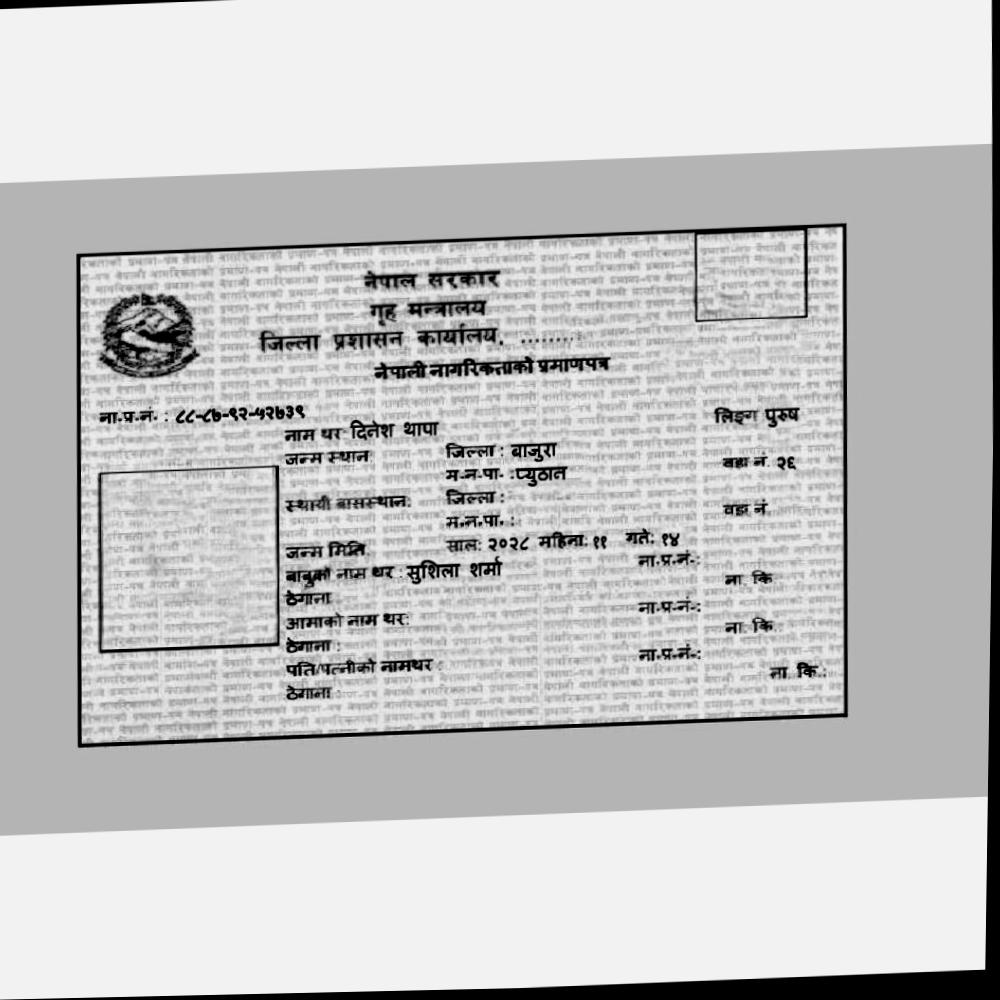 नेपाल सरकार
गृह मन्त्रालय
जिल्ला प्रशासन कार्यालय, ........
नेपाली नागरिकताको प्रमाणपत्र
ना.प्र.नं. : ८८-८७-९२-५२७३९ लिङ्ग पुरुष
नाम थर दिनेश थापा
जन्म स्थान जिल्ला : बाजुरा
म.न.पा. :प्युठान वडा नं. २६
स्थायी बासस्थान: जिल्ला :
म.न.पा. : वडा नं
जन्म मिति साल: २०२८ महिना: ११ गते: १४
बाबुको नाम थर : सुशिला शर्मा ना.प्र.नं.:
ठेगाना ना. कि
आमाको नाम थर: ना.प्र.नं.:
ठेगाना : ना. कि.:
पति/पत्नीको नामथर : ना.प्र.नं.:
ठेगाना : ना. कि.: